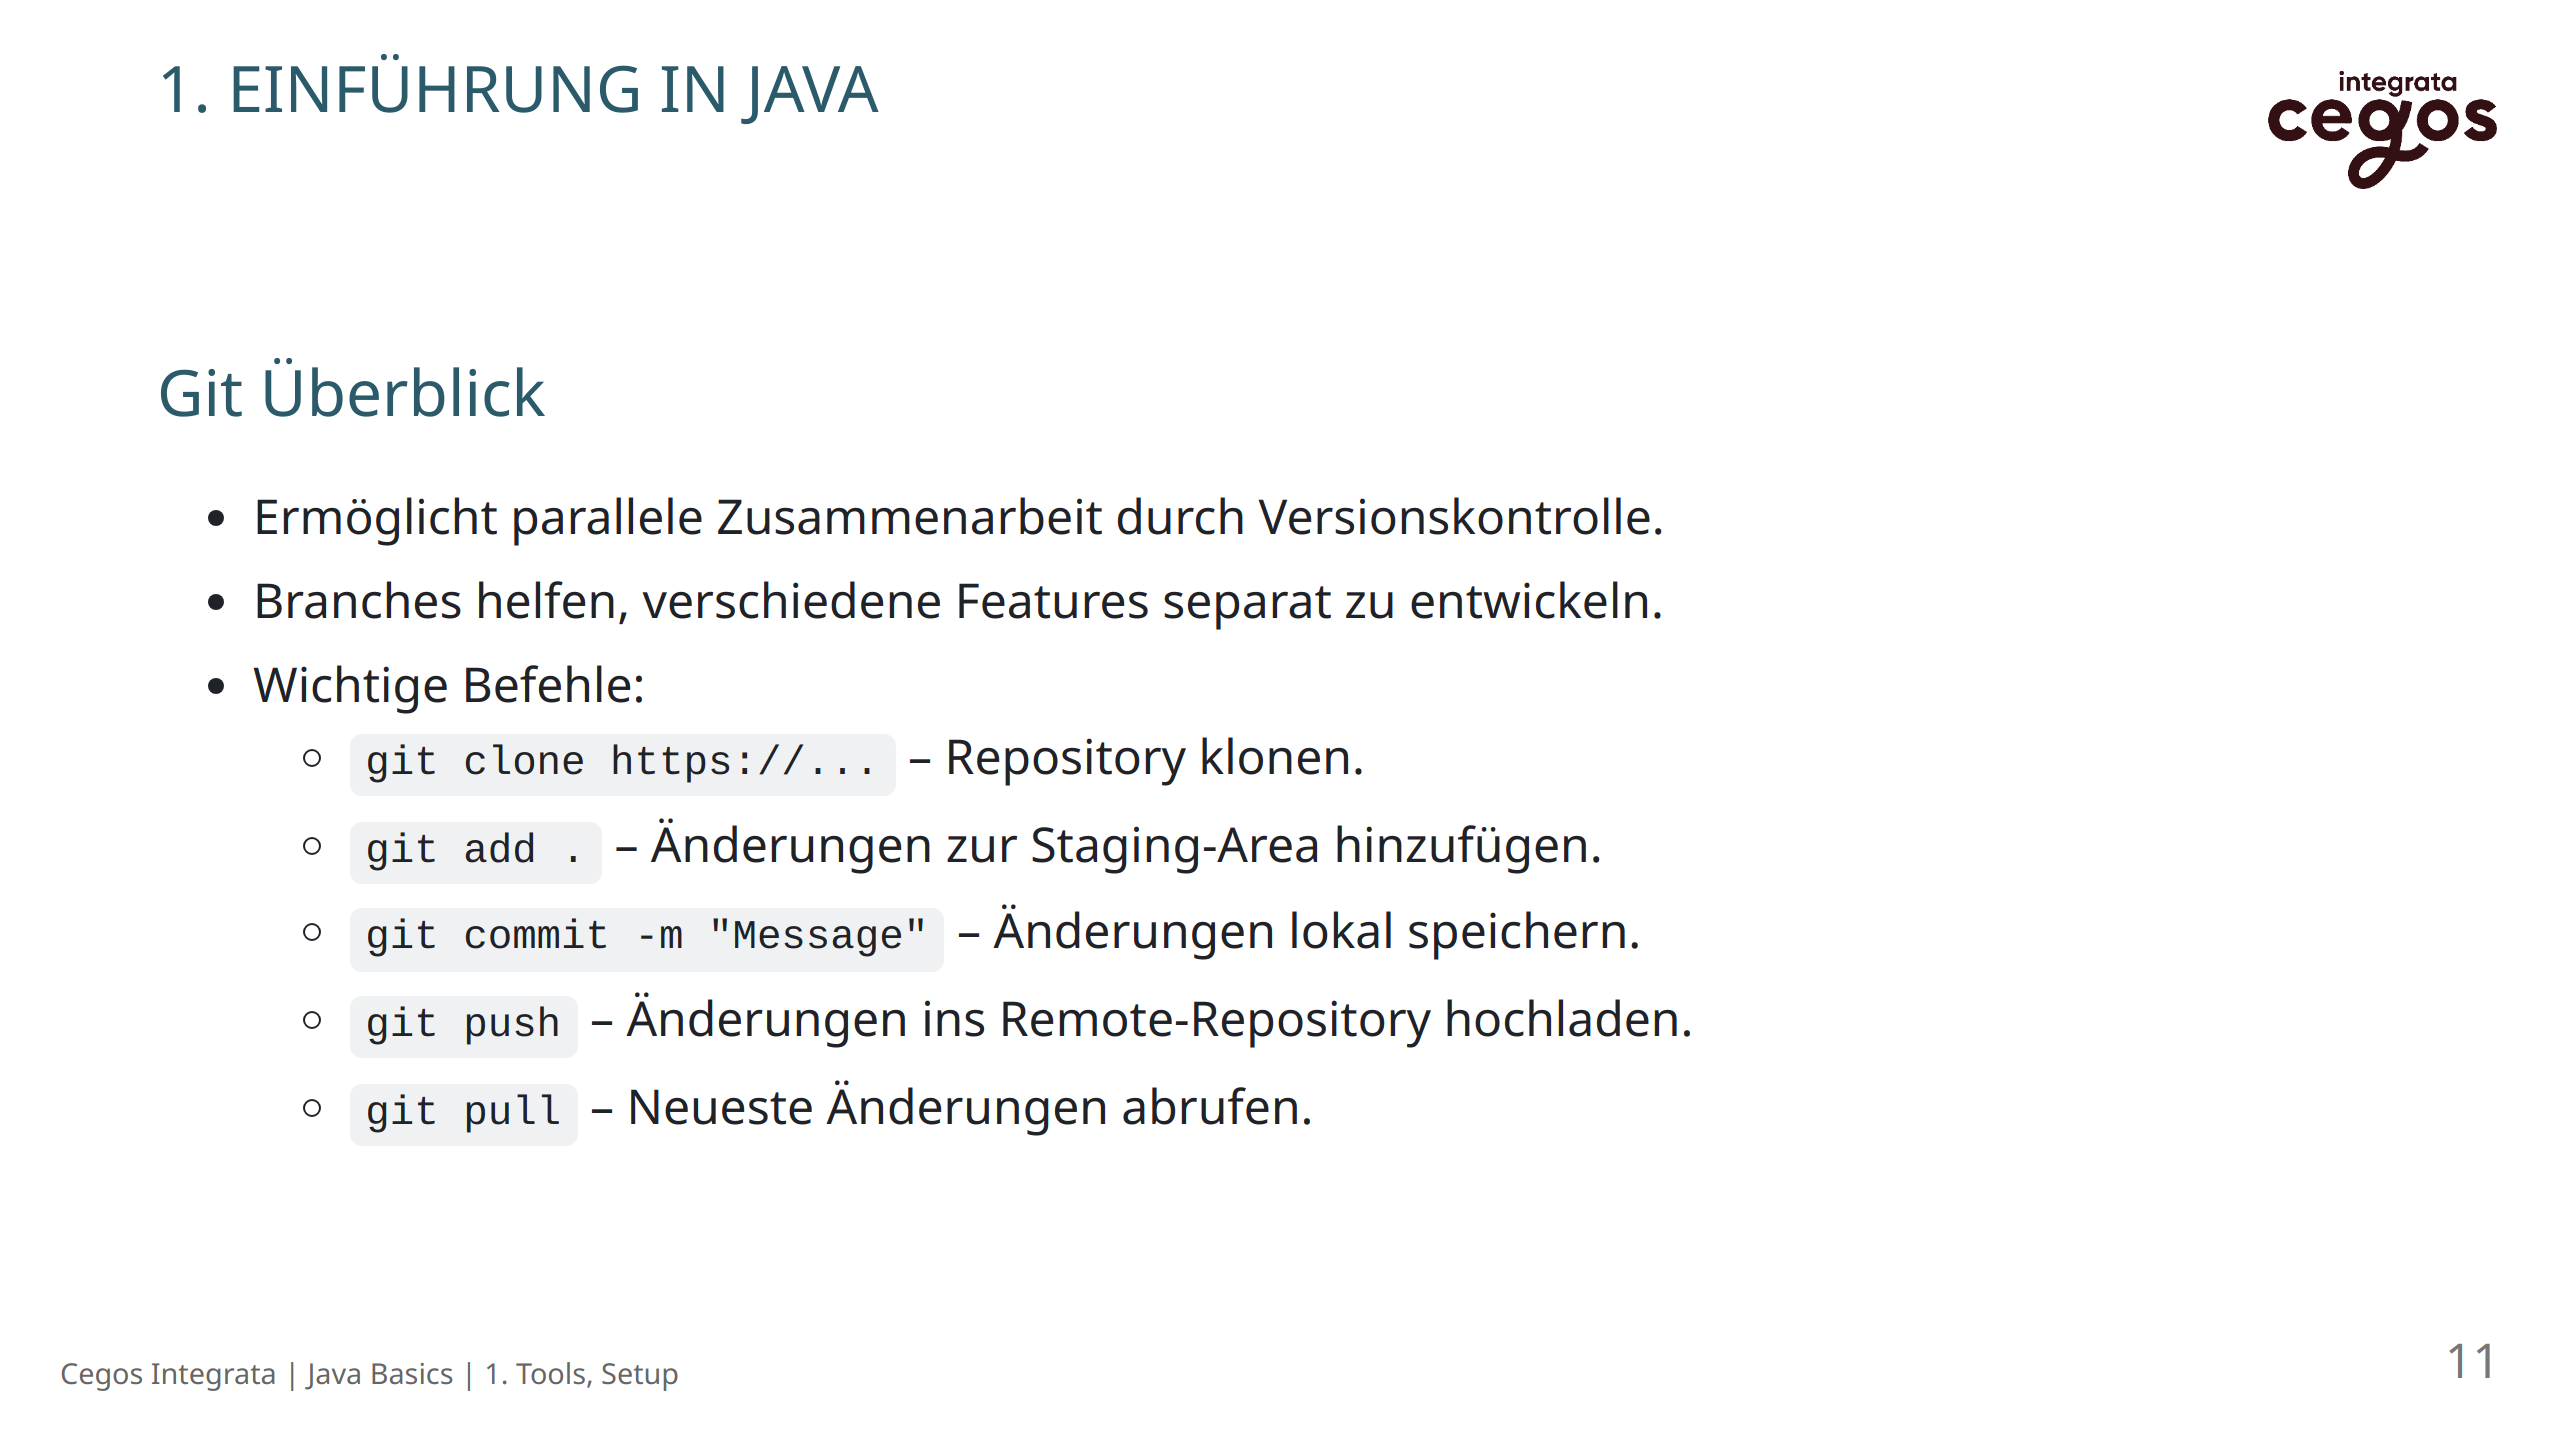 1. EINFÜHRUNG IN JAVA
integrata
cegos
Git Überblick
Ermöglicht parallele Zusammenarbeit durch Versionskontrolle.
Branches helfen, verschiedene Features separat zu entwickeln.
Wichtige Befehle:
git clone https://... – Repository klonen.
git add . – Änderungen zur Staging-Area hinzufügen.
git commit -m "Message" – Änderungen lokal speichern.
git push – Änderungen ins Remote-Repository hochladen.
git pull – Neueste Änderungen abrufen.
Cegos Integrata | Java Basics | 1. Tools, Setup
11